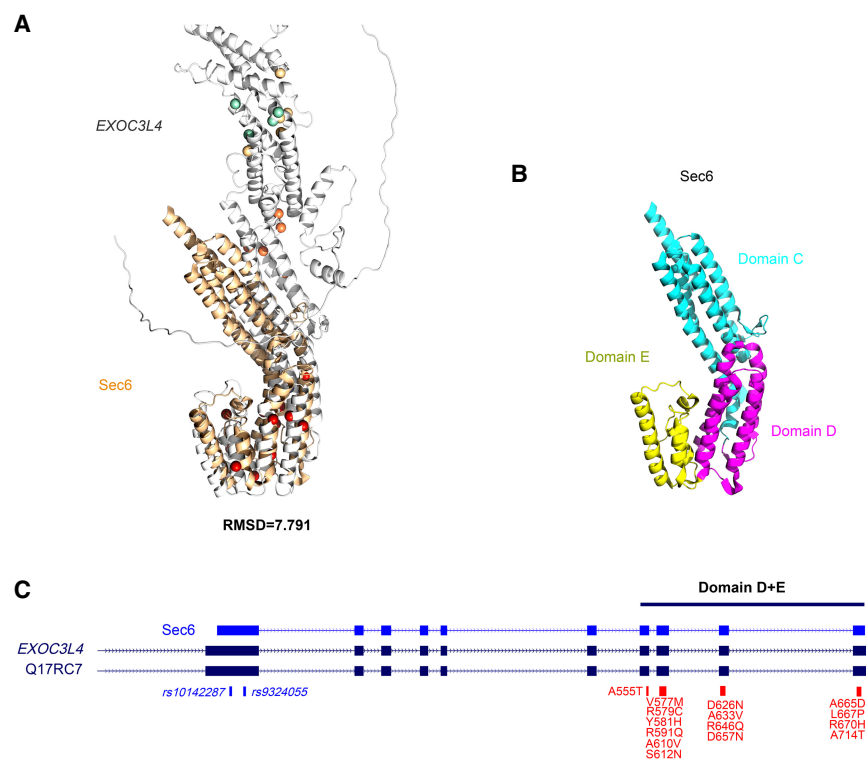 A
EXOC3L4
Sec6
RMSD=7.791
B
Sec6
Domain C
Domain E
Domain D
C
Domain D+E
Sec6
EXOC3L4
Q17RC7
rs10142287
rs9324055
A555T
V577M
R579C
Y581H
R591Q
A610V
S612N
D626N
A633V
R646Q
D657N
A665D
L667P
R670H
A714T